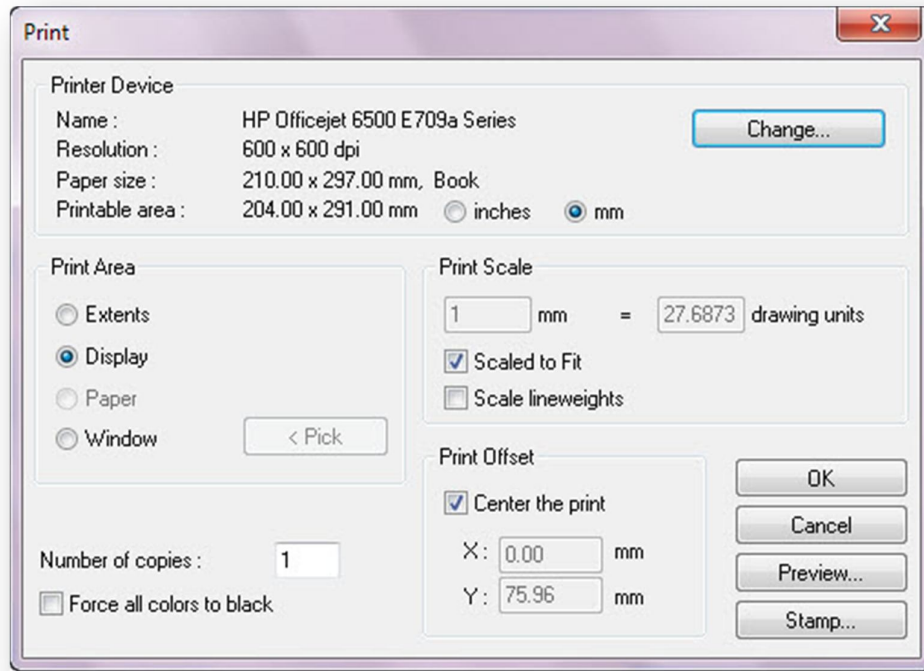 Print
Printer Device
Name : HP Officejet 6500 E709a Series
Change...
Resolution : 600 x 600 dpi
Paper size : 210.00 x 297.00 mm, Book
Printable area : 204.00 x 291.00 mm inches mm
Print Area
Extents
Display
Paper
Window
< Pick
Print Scale
1 mm = 27.6873 drawing units
Scaled to Fit
Scale lineweights
Print Offset
Center the print
X : 0.00 mm
Y : 75.96 mm
Number of copies : 1
Force all colors to black
OK
Cancel
Preview...
Stamp...